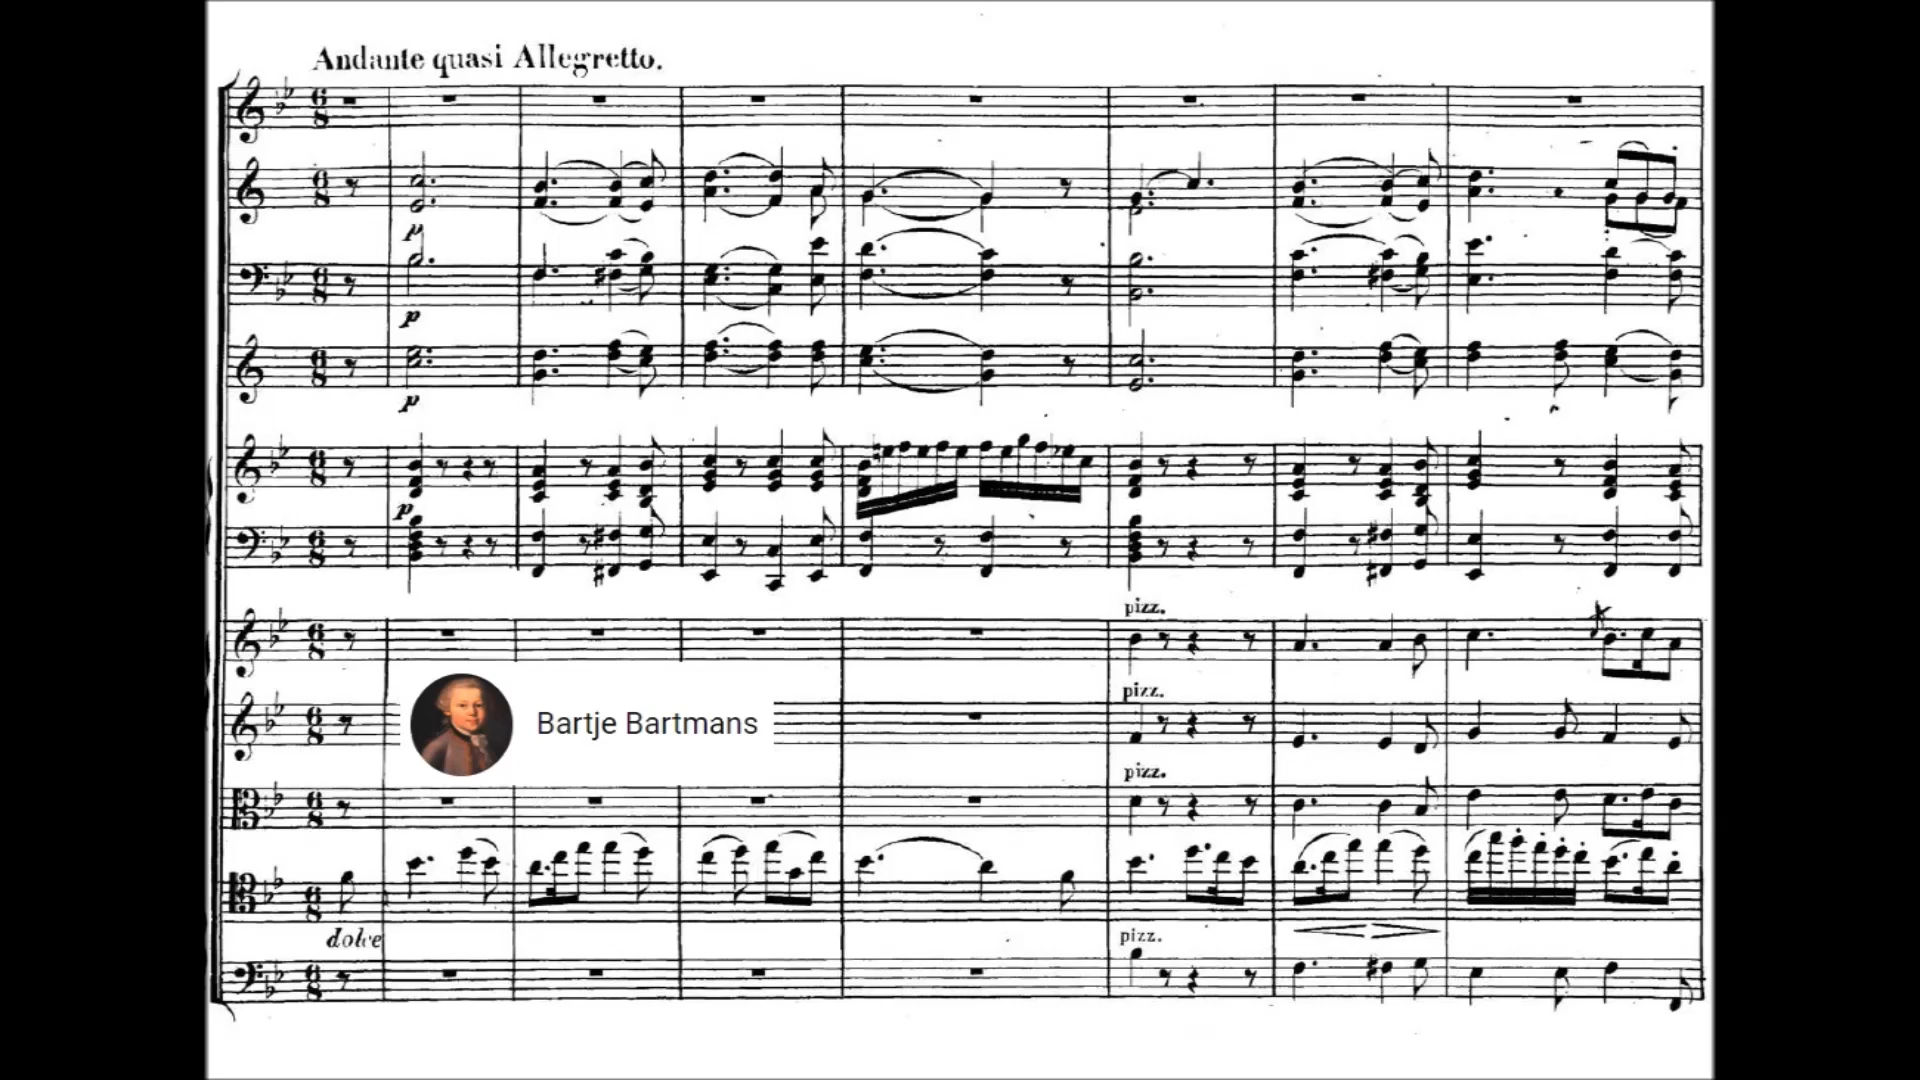 Andante quasi Allegretto.
p
p
p
p
pizz.
pizz.
Bartje Bartmans
pizz.
dolce
pizz.